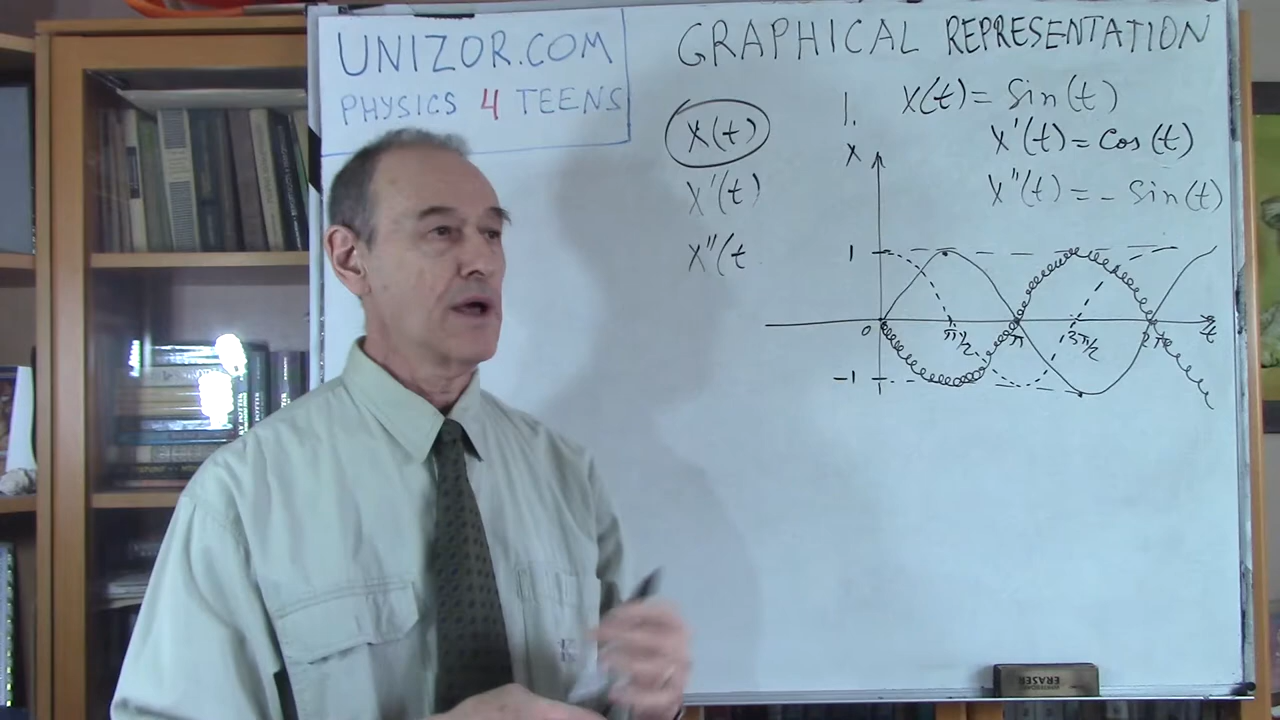 UNIZOR.COM
PHYSICS 4 TEENS
GRAPHICAL REPRESENTATION
X(t)
X'(t)
X"(t
1. X(t) = Sin(t)
X'(t) = Cos(t)
X"(t) = - Sin(t)
X
1
0 π/2 π 3π/2 2π
-1
ERASER